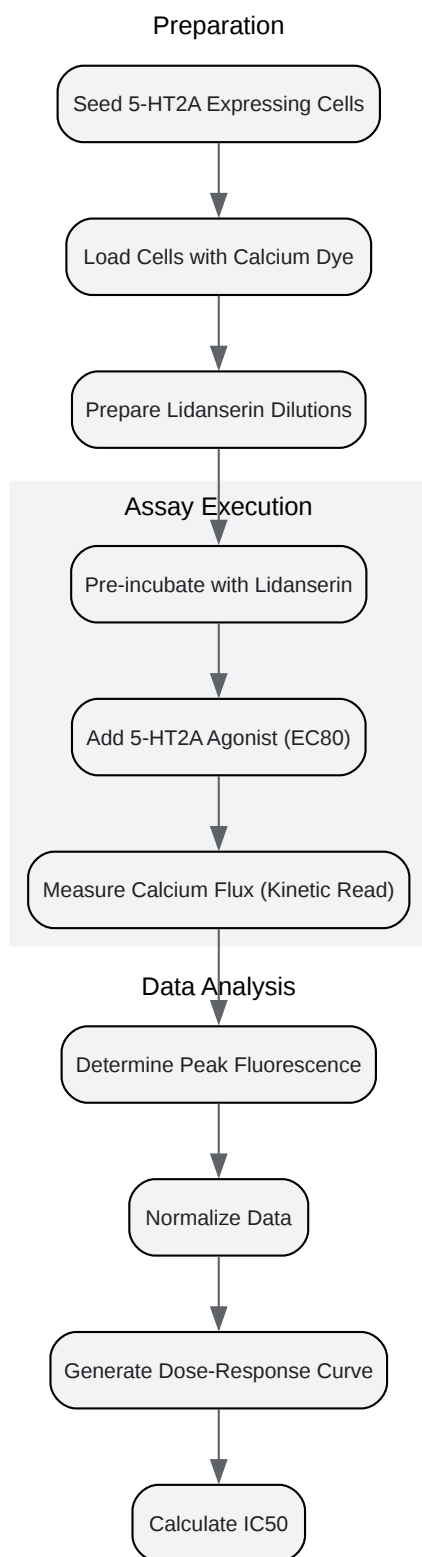 Preparation
Seed 5-HT2A Expressing Cells
Load Cells with Calcium Dye
Prepare Lidanserin Dilutions
Assay Execution
Pre-incubate with Lidanserin
Add 5-HT2A Agonist (EC80)
Measure Calcium Flux (Kinetic Read)
Data Analysis
Determine Peak Fluorescence
Normalize Data
Generate Dose-Response Curve
Calculate IC50